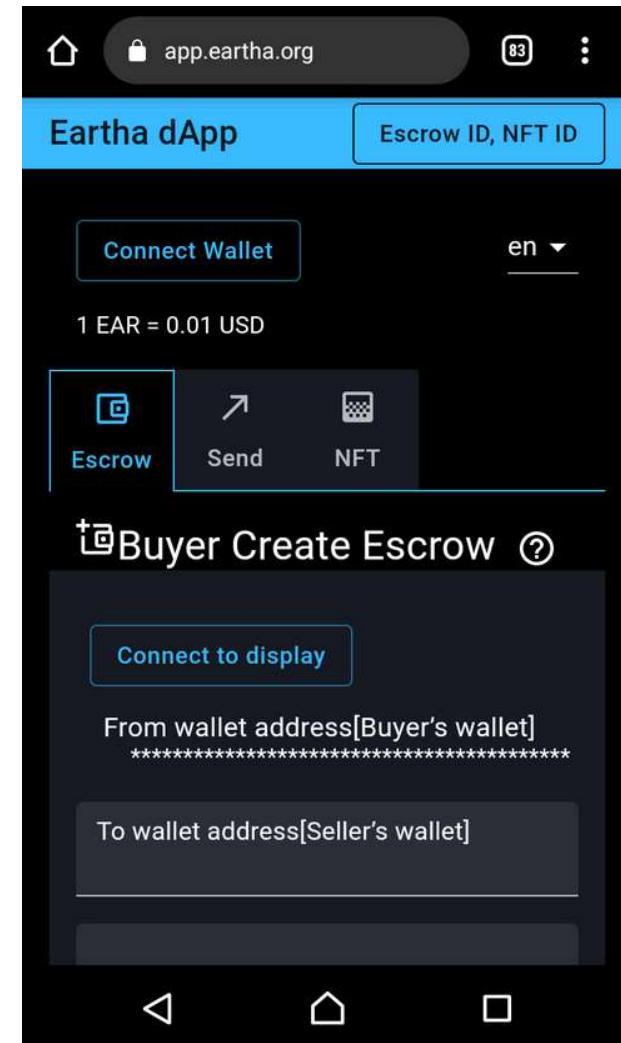 app.eartha.org 83
Eartha dApp Escrow ID, NFT ID
Connect Wallet en
1 EAR = 0.01 USD
Escrow Send NFT
Buyer Create Escrow
Connect to display
From wallet address[Buyer's wallet]
******************************************
To wallet address[Seller's wallet]